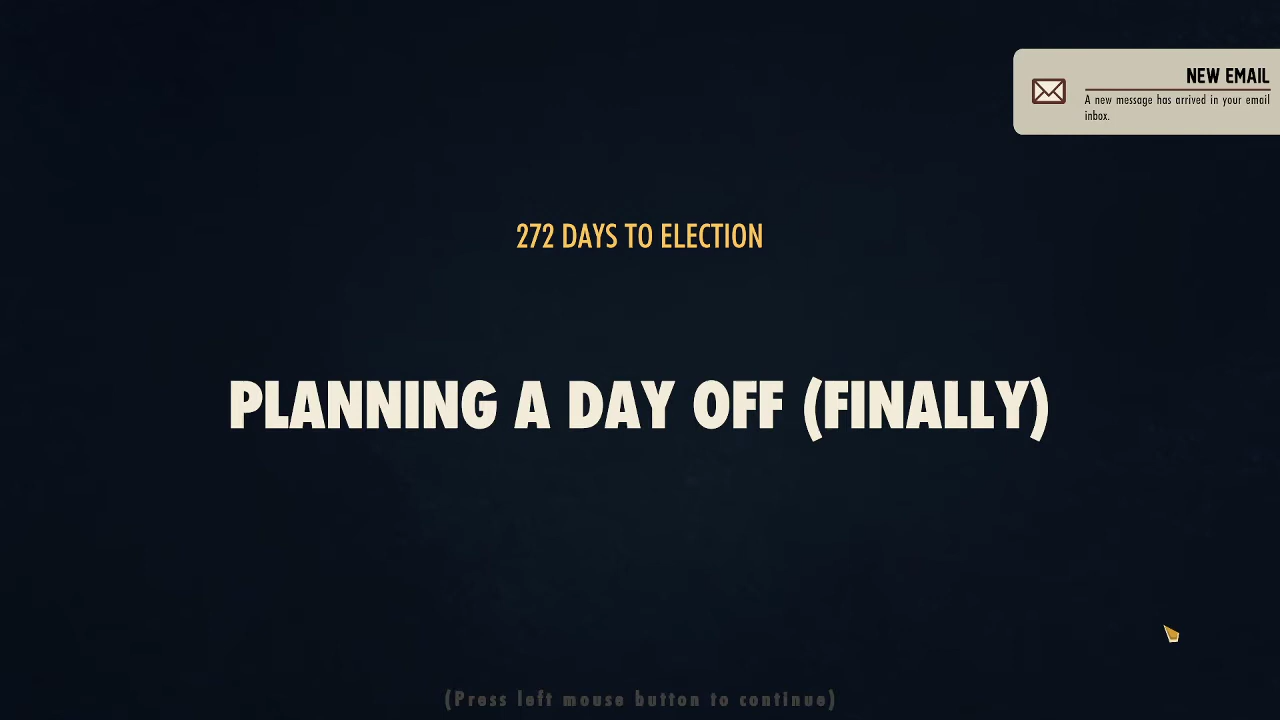 NEW EMAIL
A new message has arrived in your email
inbox.
272 DAYS TO ELECTION
PLANNING A DAY OFF (FINALLY)
(Press left mouse button to continue)